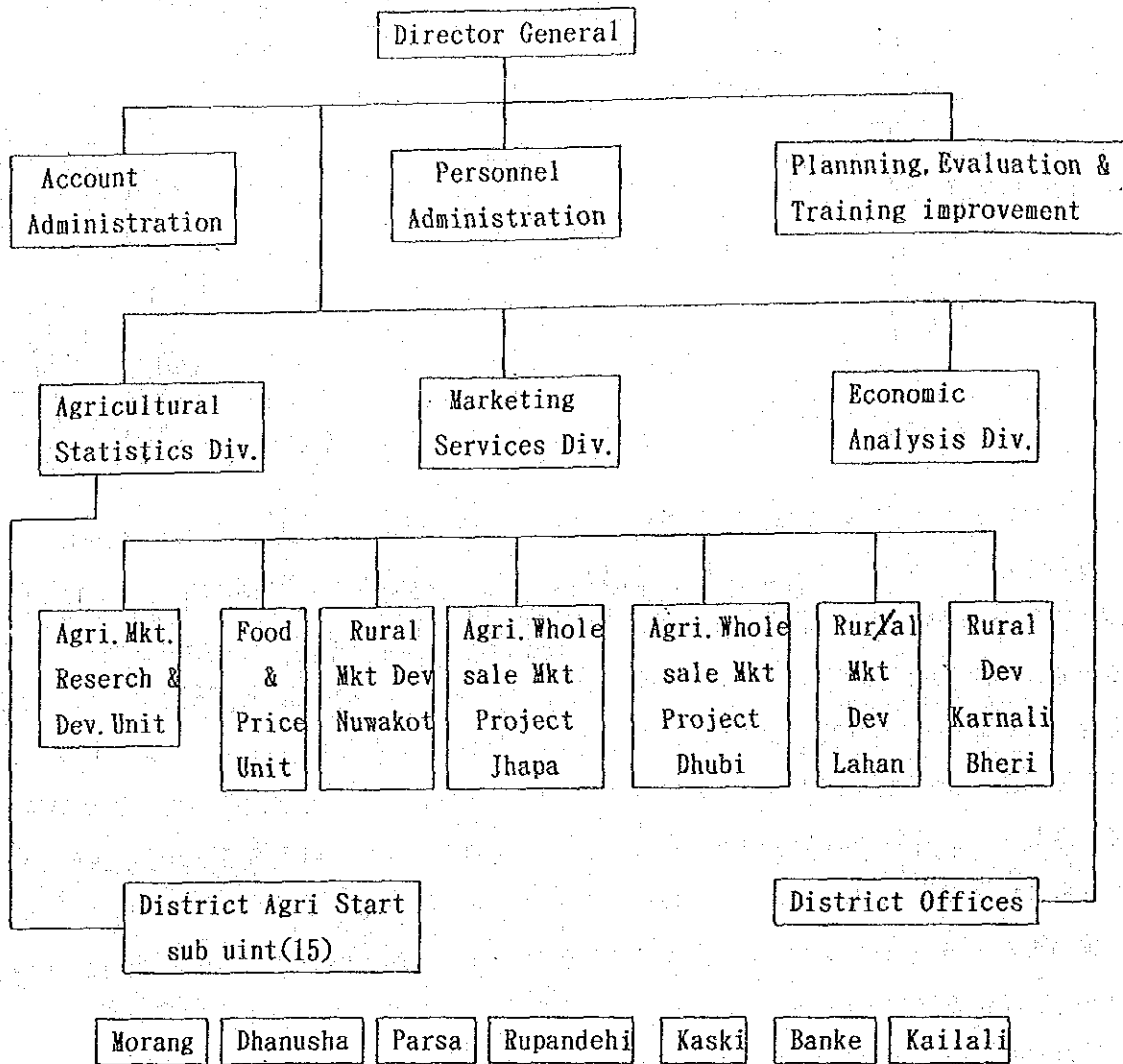 Director General
Account
Administration
Personnel
Administration
Plannning, Evaluation &
Training improvement
Agricultural
Statistics Div.
Marketing
Services Div.
Economic
Analysis Div.
Agri. Mkt.
Reserch &
Dev. Unit
Food
&
Price
Unit
Rural
Mkt Dev
Nuwakot
Agri. Whole
sale Mkt
Project
Jhapa
Agri. Whole
sale Mkt
Project
Dhubi
Rural
Mkt
Dev
Lahan
Rural
Dev
Karnali
Bheri
District Agri Start
sub uint(15)
District Offices
Morang
Dhanusha
Parsa
Rupandehi
Kaski
Banke
Kailali